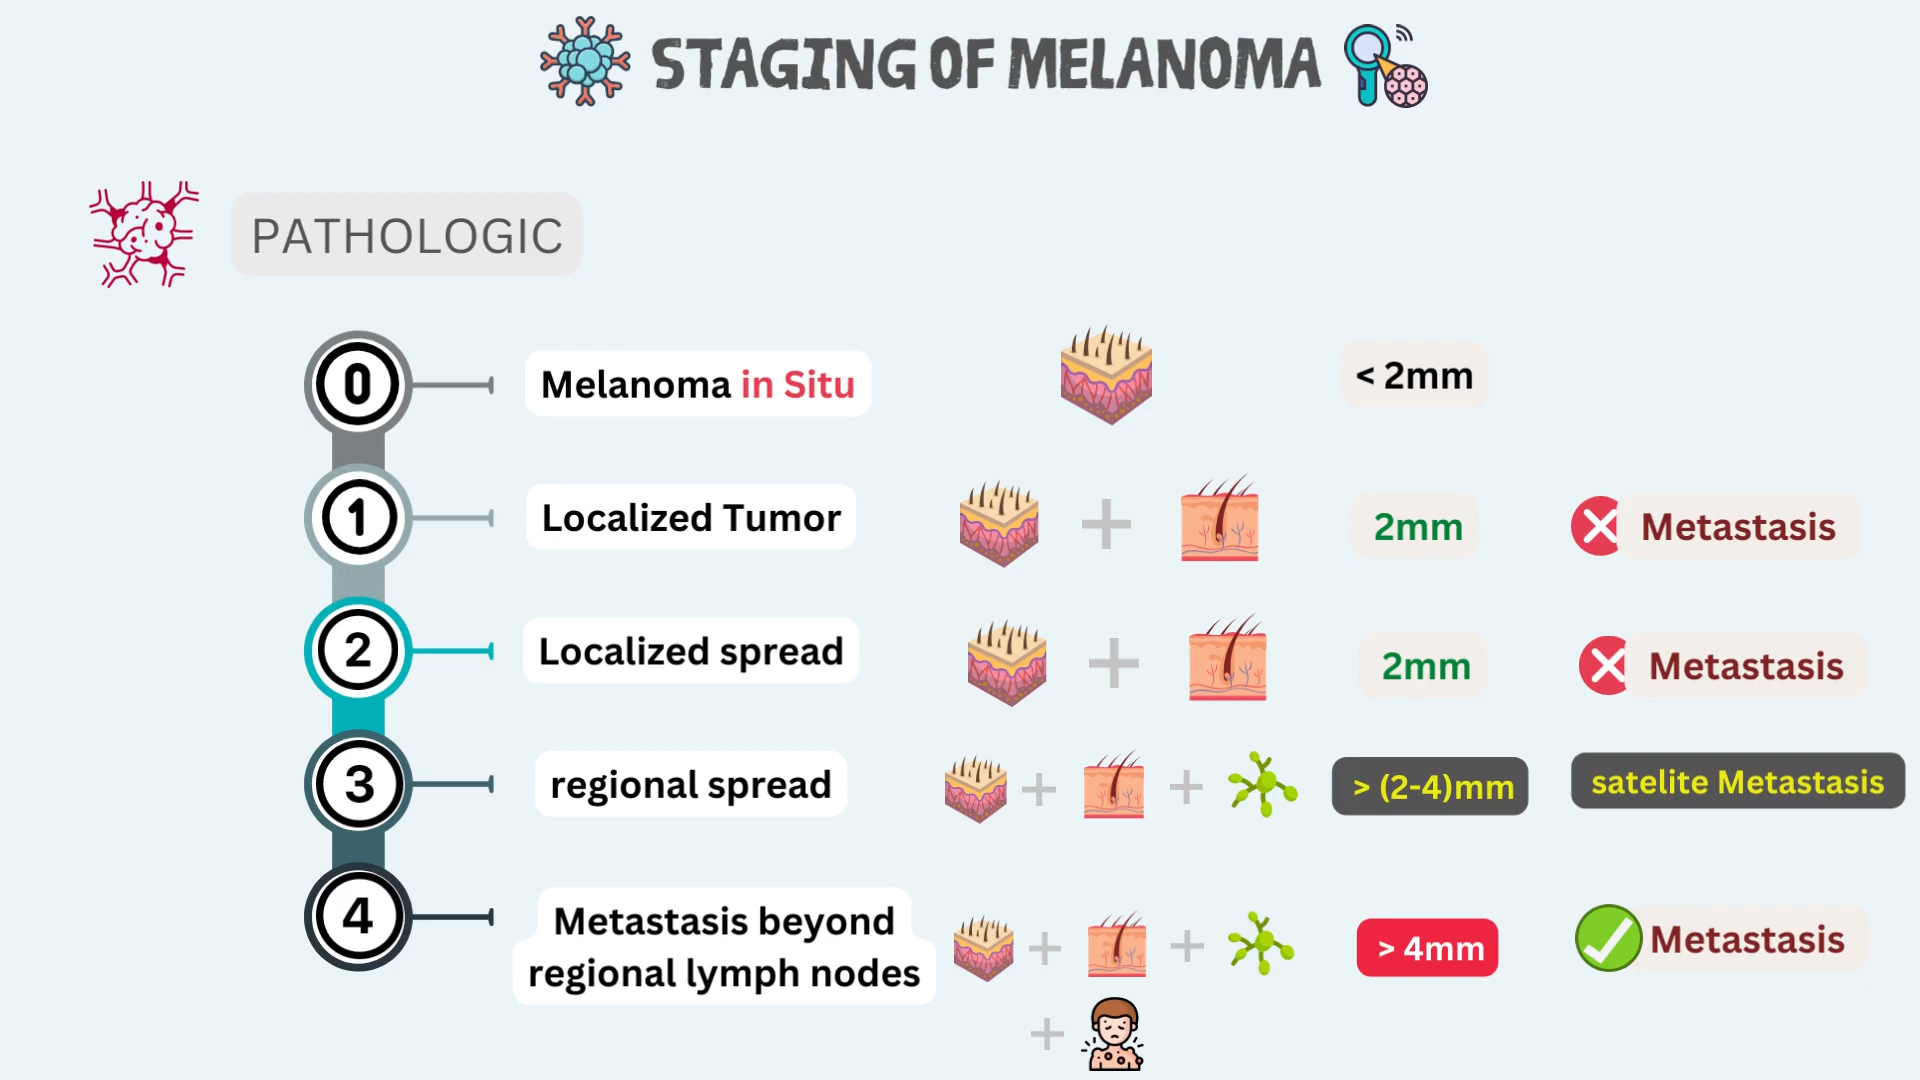 STAGING OF MELANOMA
PATHOLOGIC
0 Melanoma in Situ < 2mm
1 Localized Tumor 2mm Metastasis
2 Localized spread 2mm Metastasis
3 regional spread > (2-4)mm satelite Metastasis
4 Metastasis beyond > 4mm Metastasis
regional lymph nodes